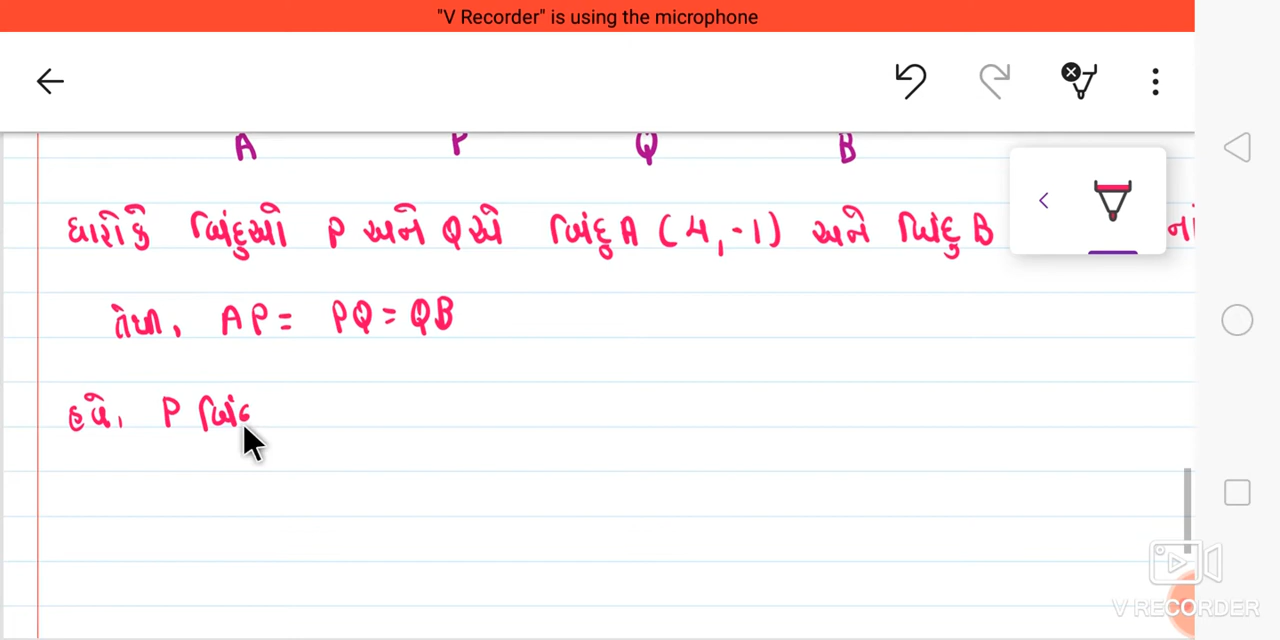 "V Recorder" is using the microphone
A P Q B
ધારોકે બિંદુઓ P અને Q એ બિંદુ A (4, -1) અને બિંદુ B નાં
તેથી, AP = PQ = QB
હવે, P બિંદ
V RECORDER